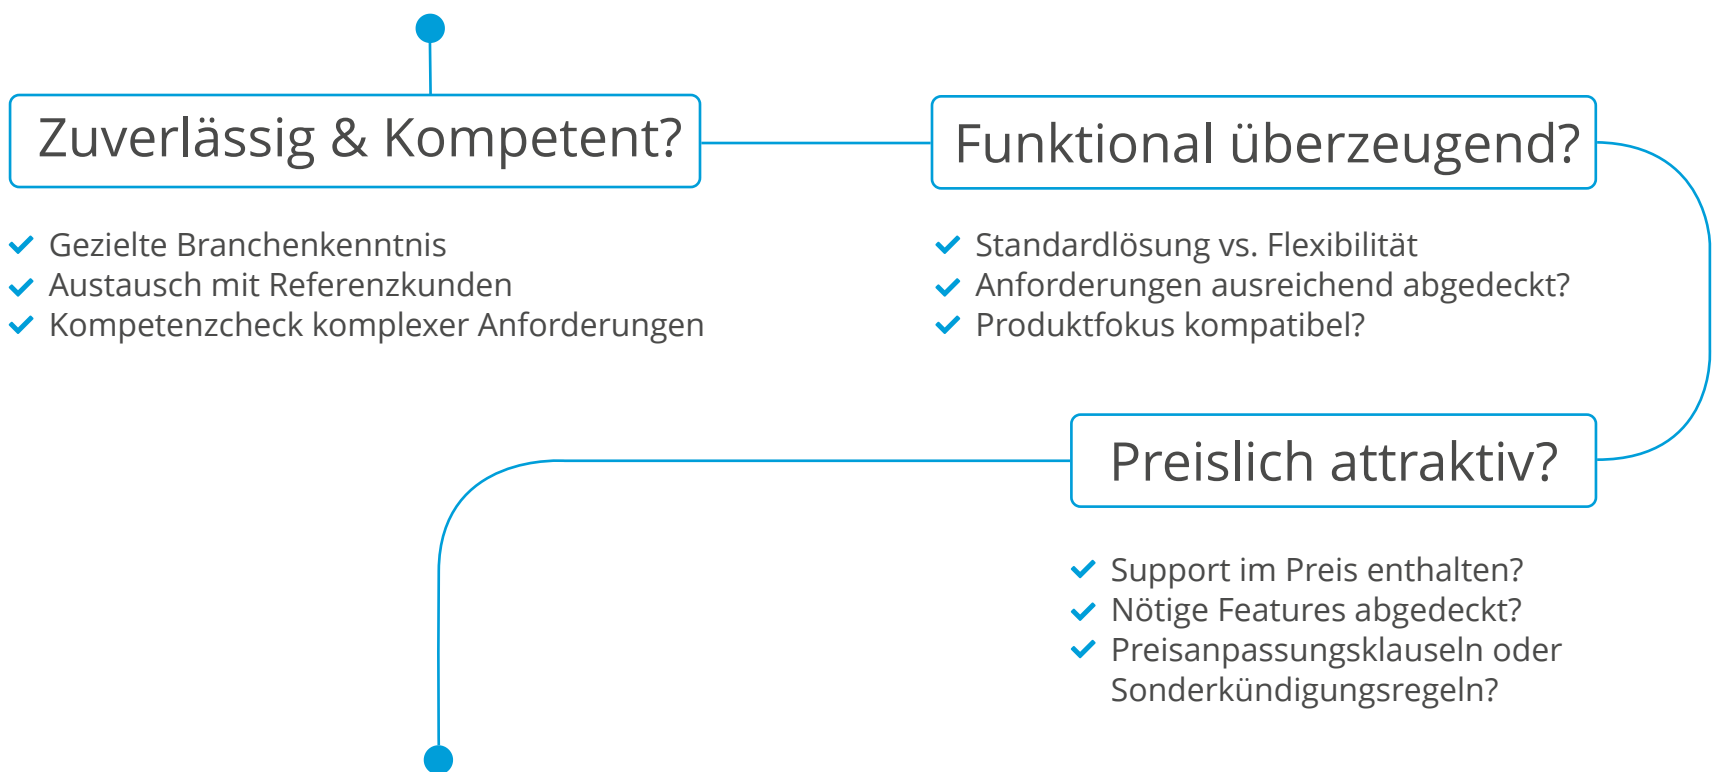 Zuverlässig & Kompetent?
Gezielte Branchenkenntnis
Austausch mit Referenzkunden
Kompetenzcheck komplexer Anforderungen
Funktional überzeugend?
Standardlösung vs. Flexibilität
Anforderungen ausreichend abgedeckt?
Produktfokus kompatibel?
Preislich attraktiv?
Support im Preis enthalten?
Nötige Features abgedeckt?
Preisanpassungsklauseln oder
Sonderkündigungsregeln?